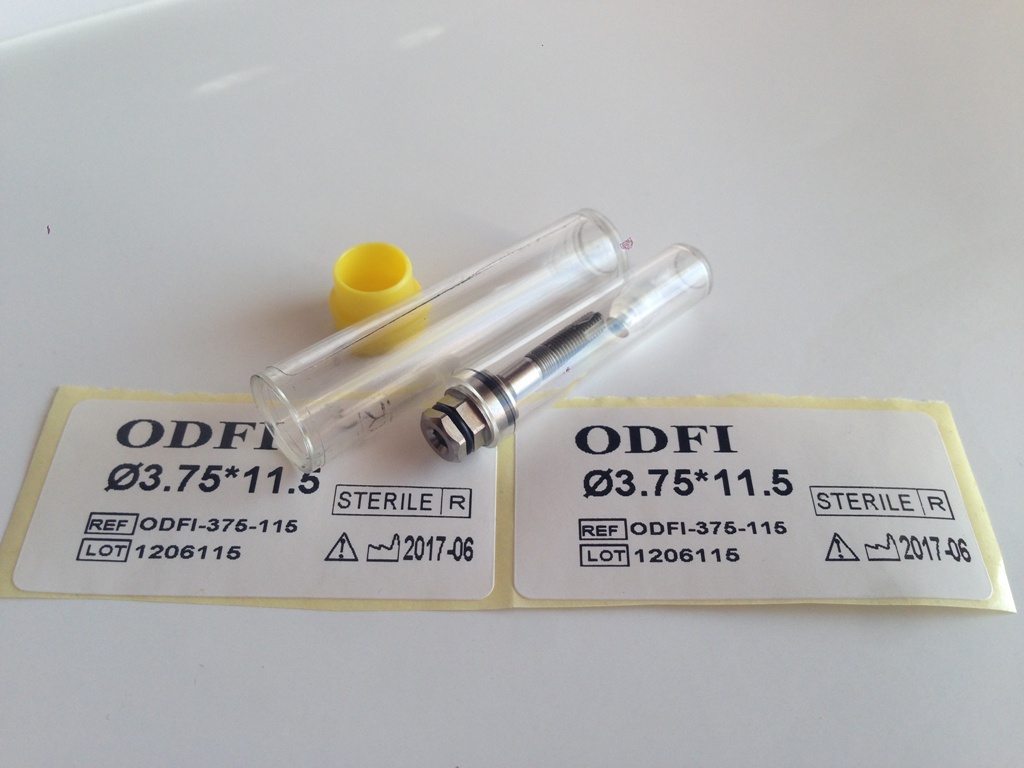 ODFI
Ø3.75*11.5
STERILE R
REF ODFI-375-115
LOT 1206115
2017-06
ODFI
Ø3.75*11.5
STERILE R
REF ODFI-375-115
LOT 1206115
2017-06